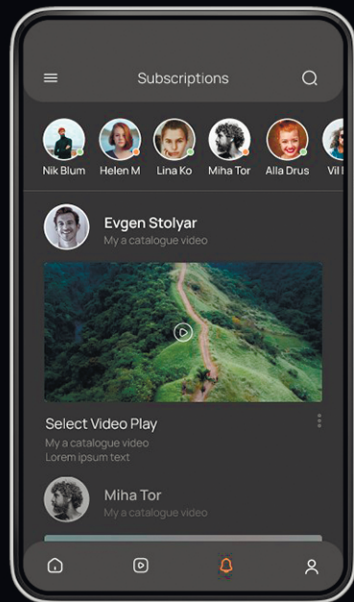 Subscriptions
Nik Blum
Helen M
Lina Ko
Miha Tor
Alla Drus
Evgen Stolyar
My a catalogue video
Select Video Play
My a catalogue video
Lorem ipsum text
Miha Tor
My a catalogue video